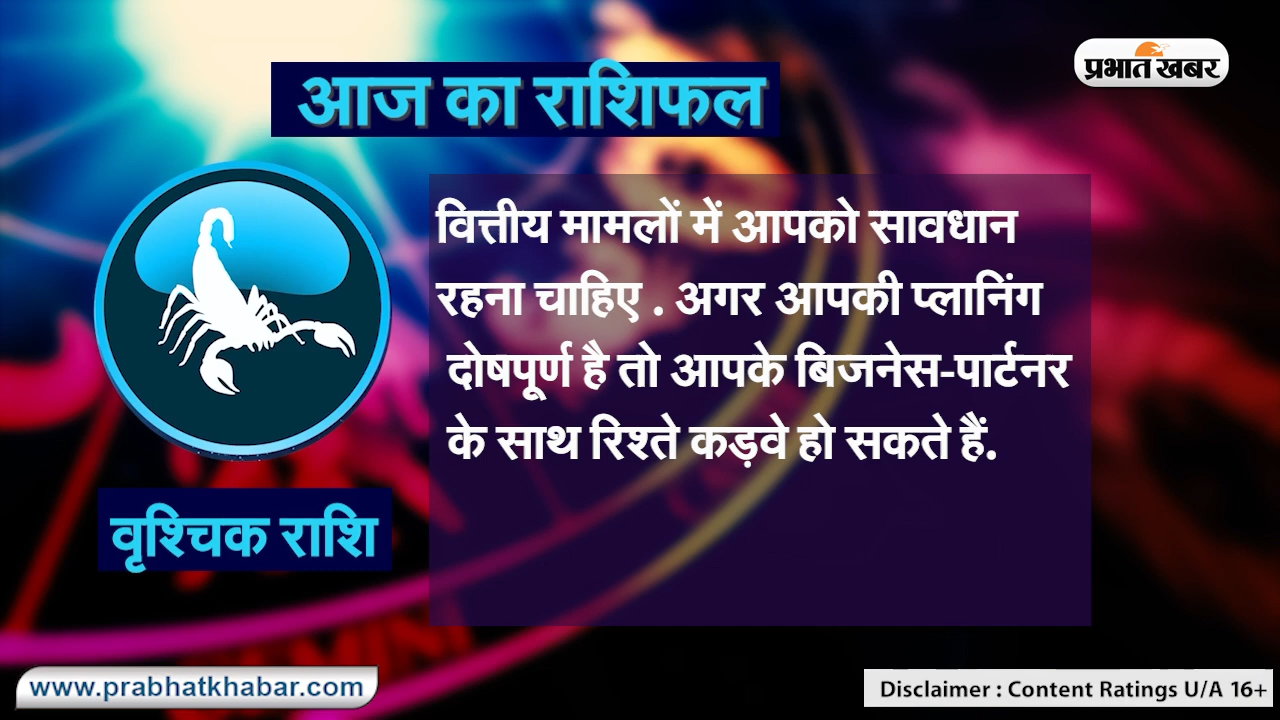 प्रभात खबर
आज का राशिफल
वित्तीय मामलों में आपको सावधान
रहना चाहिए . अगर आपकी प्लानिंग
दोषपूर्ण है तो आपके बिजनेस-पार्टनर
के साथ रिश्ते कड़वे हो सकते हैं.
वृश्चिक राशि
www.prabhatkhabar.com
Disclaimer : Content Ratings U/A 16+